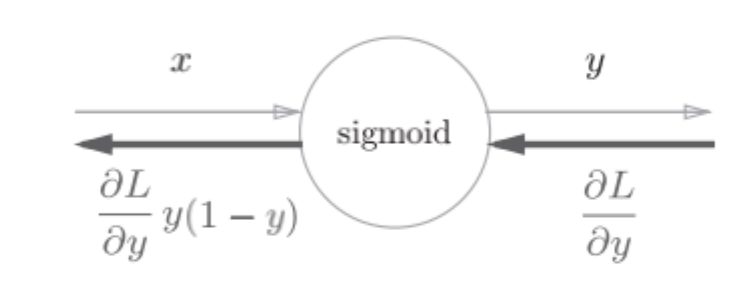 x
y
sigmoid
∂L/∂y y(1 − y)
∂L/∂y